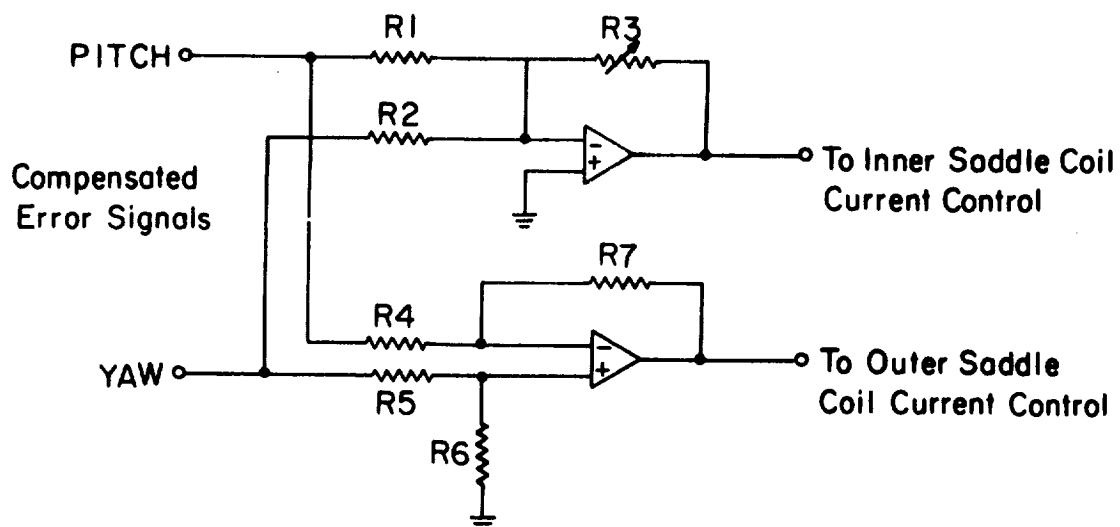 PITCH
R1
R3
R2
−
+
To Inner Saddle Coil
Current Control
Compensated
Error Signals
R7
R4
−
+
To Outer Saddle
Coil Current Control
YAW
R5
R6